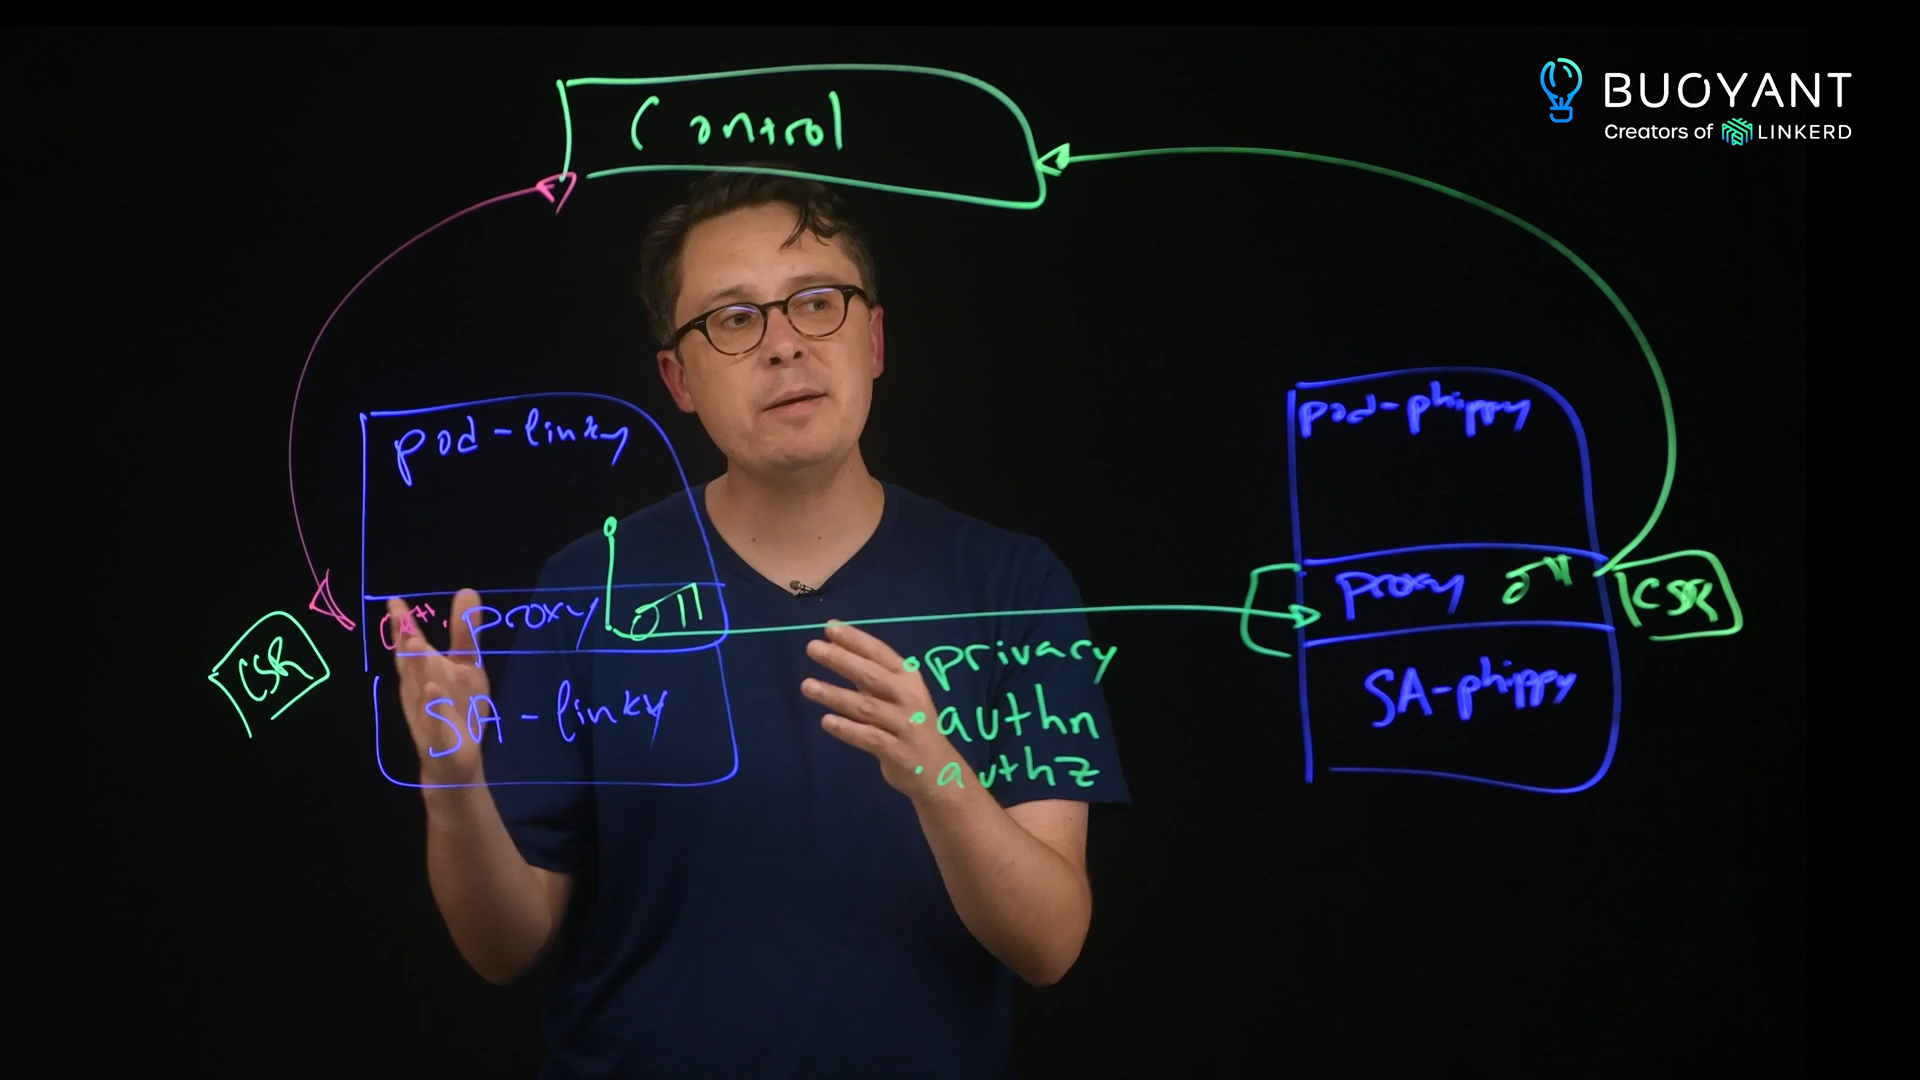 BUOYANT
Creators of LINKERD
Control
pod-linky
pod-phippy
proxy
proxy
CSR
CSR
SA-linky
SA-phippy
• privacy
• authn
• authz